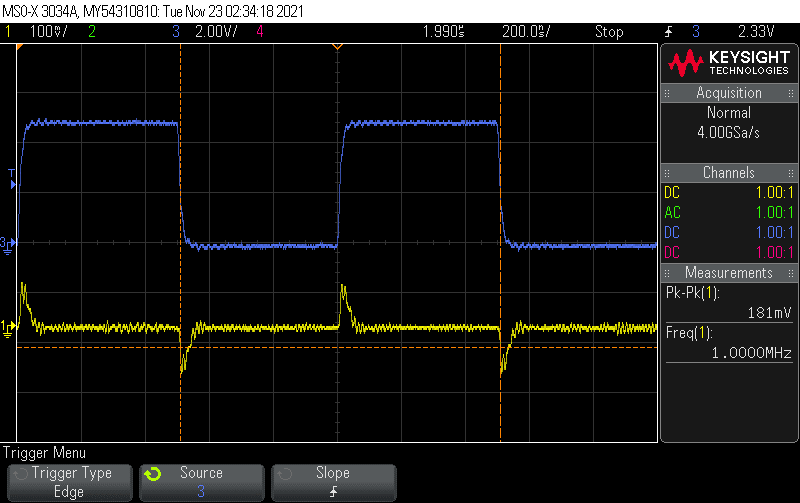 MSO-X 3034A, MY54310810: Tue Nov 23 02:34:18 2021
1 100%/ 2 3 2.00V/ 4 1.990s 200.0s/ Stop 3 2.33V
KEYSIGHT
TECHNOLOGIES
Acquisition
Normal
4.00GSa/s
Channels
DC 1.00:1
AC 1.00:1
DC 1.00:1
DC 1.00:1
Measurements
Pk-Pk(1):
181mV
Freq(1):
1.0000MHz
T
3
1
Trigger Menu
Trigger Type
Edge
Source
3
Slope